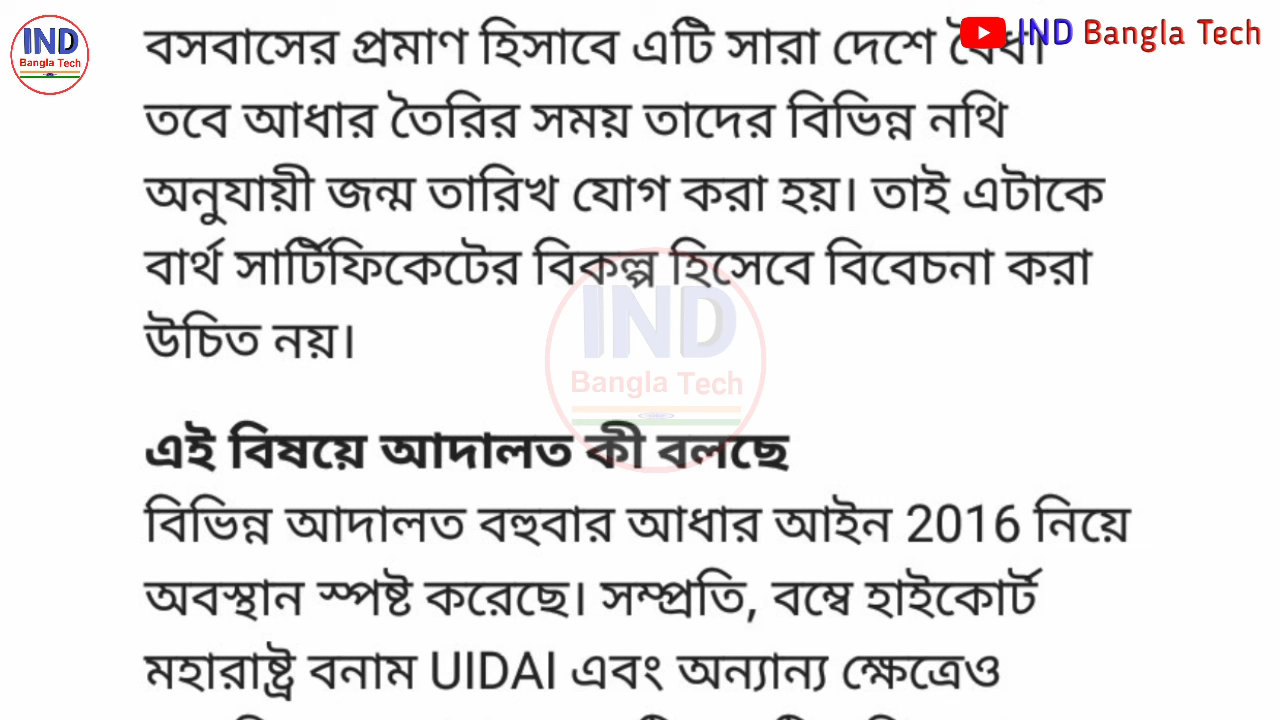 IND
Bangla Tech
IND Bangla Tech
বসবাসের প্রমাণ হিসাবে এটি সারা দেশে বৈধ।
তবে আধার তৈরির সময় তাদের বিভিন্ন নথি
অনুযায়ী জন্ম তারিখ যোগ করা হয়। তাই এটাকে
বার্থ সার্টিফিকেটের বিকল্প হিসেবে বিবেচনা করা
উচিত নয়।
IND
Bangla Tech
এই বিষয়ে আদালত কী বলছে
বিভিন্ন আদালত বহুবার আধার আইন 2016 নিয়ে
অবস্থান স্পষ্ট করেছে। সম্প্রতি, বম্বে হাইকোর্ট
মহারাষ্ট্র বনাম UIDAI এবং অন্যান্য ক্ষেত্রেও